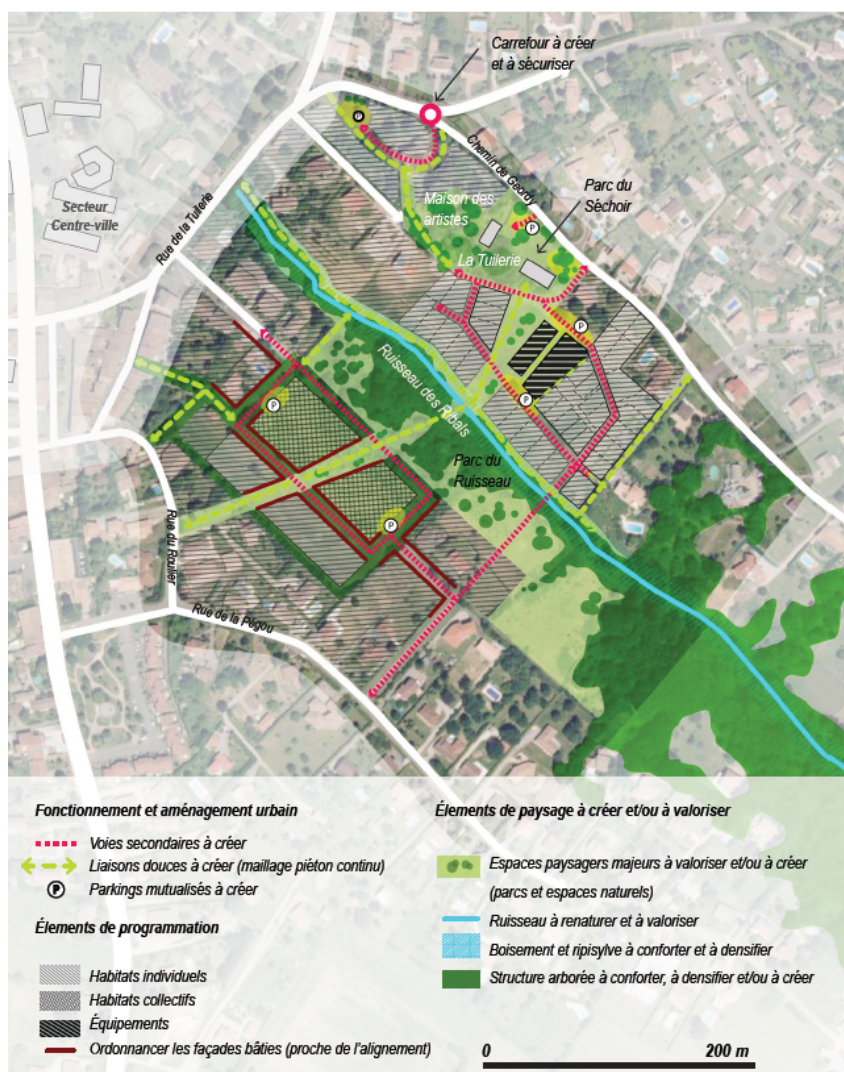 Carrefour à créer
et à sécuriser
P
Chemin de Geordy
Parc du
Séchoir
Maison des
artistes
P
La Tuilerie
Secteur
Centre-ville
Rue de la Tuilerie
P
Ruisseau des Ribals
P
P
Parc du
Ruisseau
P
Rue du Roulier
Rue de la Pégou
Fonctionnement et aménagement urbain
Voies secondaires à créer
Liaisons douces à créer (maillage piéton continu)
P Parkings mutualisés à créer
Élements de programmation
Habitats individuels
Habitats collectifs
Équipements
Ordonnancer les façades bâties (proche de l'alignement)
Élements de paysage à créer et/ou à valoriser
Espaces paysagers majeurs à valoriser et/ou à créer
(parcs et espaces naturels)
Ruisseau à renaturer et à valoriser
Boisement et ripisylve à conforter et à densifier
Structure arborée à conforter, à densifier et/ou à créer
0 200 m